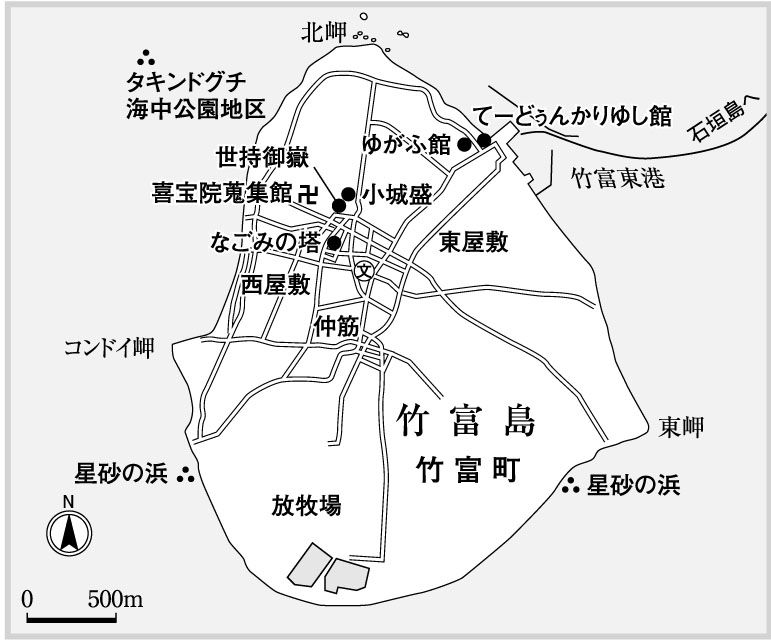 北岬
タキンドグチ
海中公園地区
てーどぅんかりゆし館
石垣島へ
ゆがふ館
世持御嶽
竹富東港
喜宝院蒐集館
卍
小城盛
なごみの塔
東屋敷
文
西屋敷
仲筋
コンドイ岬
竹富島
東岬
竹富町
星砂の浜
星砂の浜
放牧場
N
0 500m